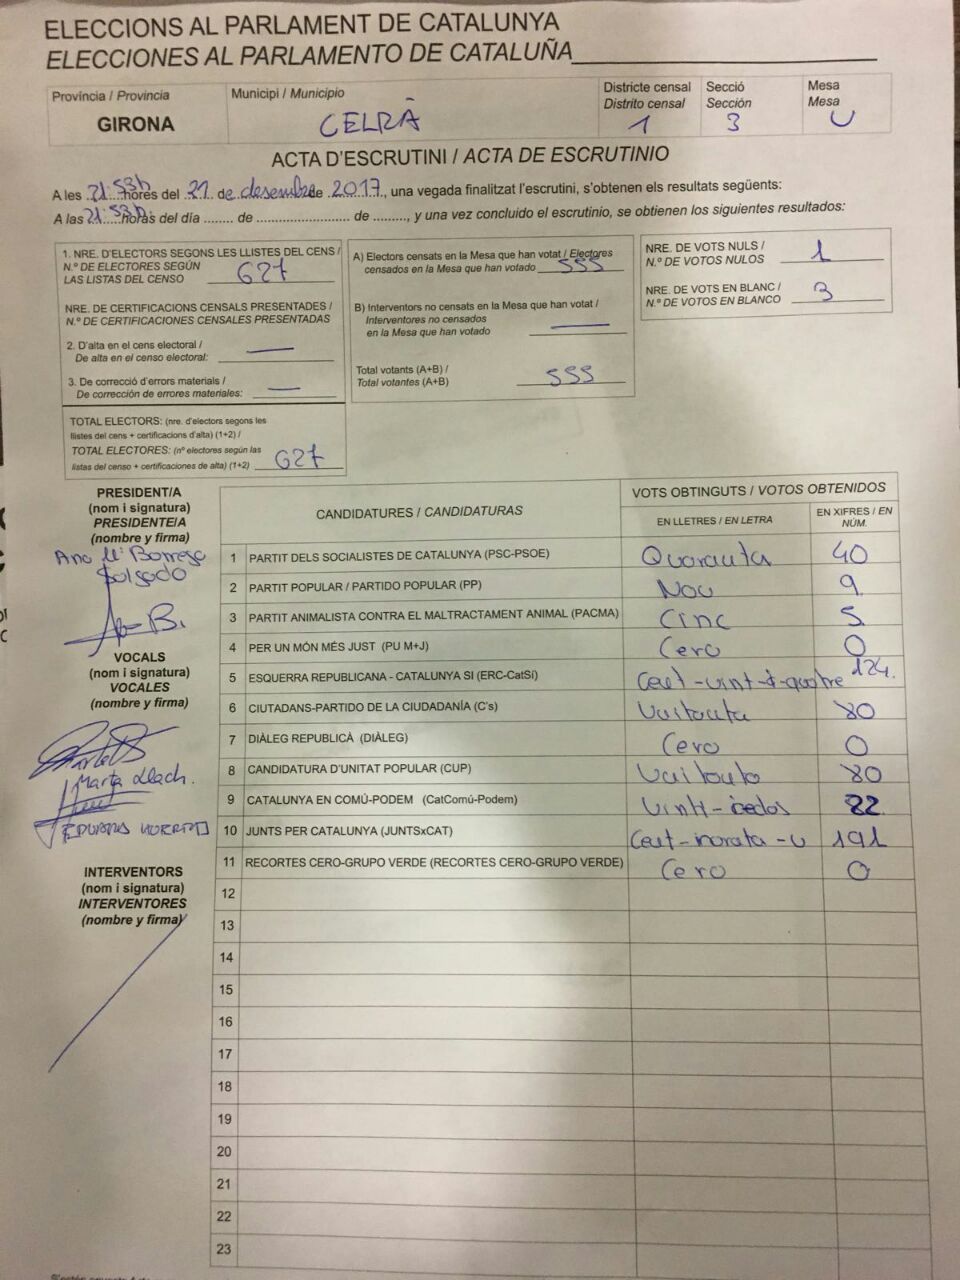 ELECCIONS AL PARLAMENT DE CATALUNYA
ELECCIONES AL PARLAMENTO DE CATALUÑA
Província / Provincia
GIRONA
Municipi / Municipio
CELRÀ
Districte censal
Distrito censal
1
Secció
Sección
3
Mesa
Mesa
U
ACTA D'ESCRUTINI / ACTA DE ESCRUTINIO
A les 21:53h hores del 21 de desembre de 2017, una vegada finalitzat l'escrutini, s'obtenen els resultats següents:
A las 21:53h. horas del día ........ de ......................... de ........, y una vez concluido el escrutinio, se obtienen los siguientes resultados:
1. NRE. D'ELECTORS SEGONS LES LLISTES DEL CENS /
N.º DE ELECTORES SEGÚN
LAS LISTAS DEL CENSO 627
NRE. DE CERTIFICACIONS CENSALS PRESENTADES /
N.º DE CERTIFICACIONES CENSALES PRESENTADAS
2. D'alta en el cens electoral /
De alta en el censo electoral: —
3. De correcció d'errors materials /
De corrección de errores materiales: —
TOTAL ELECTORS: (nre. d'electors segons les
llistes del cens + certificacions d'alta) (1+2) /
TOTAL ELECTORES: (nº electores según las
listas del censo + certificaciones de alta) (1+2) 627
A) Electors censats en la Mesa que han votat / Electores
censados en la Mesa que han votado 555
B) Interventors no censats en la Mesa que han votat /
Interventores no censados
en la Mesa que han votado —
Total votants (A+B) /
Total votantes (A+B) 555
NRE. DE VOTS NULS /
N.º DE VOTOS NULOS 1
NRE. DE VOTS EN BLANC /
N.º DE VOTOS EN BLANCO 3
PRESIDENT/A
(nom i signatura)
PRESIDENTE/A
(nombre y firma)
Ana Mª Borrego
Salgado
VOCALS
(nom i signatura)
VOCALES
(nombre y firma)
Marta Llach.
INTERVENTORS
(nom i signatura)
INTERVENTORES
(nombre y firma)
CANDIDATURES / CANDIDATURAS
VOTS OBTINGUTS / VOTOS OBTENIDOS
EN LLETRES / EN LETRA
EN XIFRES / EN
NÚM.
1 PARTIT DELS SOCIALISTES DE CATALUNYA (PSC-PSOE) Quaranta 40
2 PARTIT POPULAR / PARTIDO POPULAR (PP) Nou 9
3 PARTIT ANIMALISTA CONTRA EL MALTRACTAMENT ANIMAL (PACMA) Cinc 5
4 PER UN MÓN MÉS JUST (PU M+J) Cero 0
5 ESQUERRA REPUBLICANA - CATALUNYA SI (ERC-CatSí) Cent-vint-i-quatre 124.
6 CIUTADANS-PARTIDO DE LA CIUDADANÍA (C's) Vuitanta 80
7 DIÀLEG REPUBLICÀ (DIÀLEG) Cero 0
8 CANDIDATURA D'UNITAT POPULAR (CUP) Vuitanta 80
9 CATALUNYA EN COMÚ-PODEM (CatComú-Podem) Vint-i-dos 22
10 JUNTS PER CATALUNYA (JUNTSxCAT) Cent-norata-u 191
11 RECORTES CERO-GRUPO VERDE (RECORTES CERO-GRUPO VERDE) Cero 0
12
13
14
15
16
17
18
19
20
21
22
23